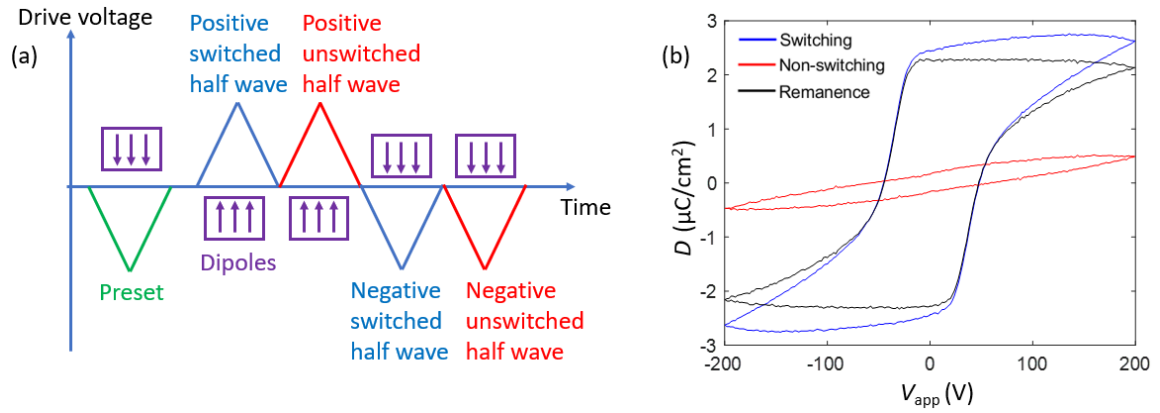 Drive voltage
(a)
Positive
switched
half wave
Positive
unswitched
half wave
Time
Dipoles
Preset
Negative
switched
half wave
Negative
unswitched
half wave
(b)
Switching
Non-switching
Remanence
D (μC/cm²)
3
2
1
0
-1
-2
-3
-200
-100
0
100
200
Vapp (V)